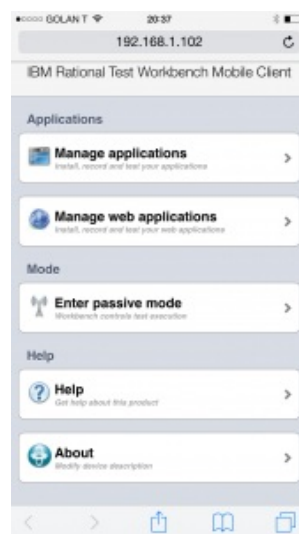 GOLAN T 20:37
192.168.1.102
IBM Rational Test Workbench Mobile Client
Applications
Manage applications
Install, record and test your applications
Manage web applications
Install, record and test your web applications
Mode
Enter passive mode
Workbench controls test execution
Help
Help
Get help about this product
About
Modify device description